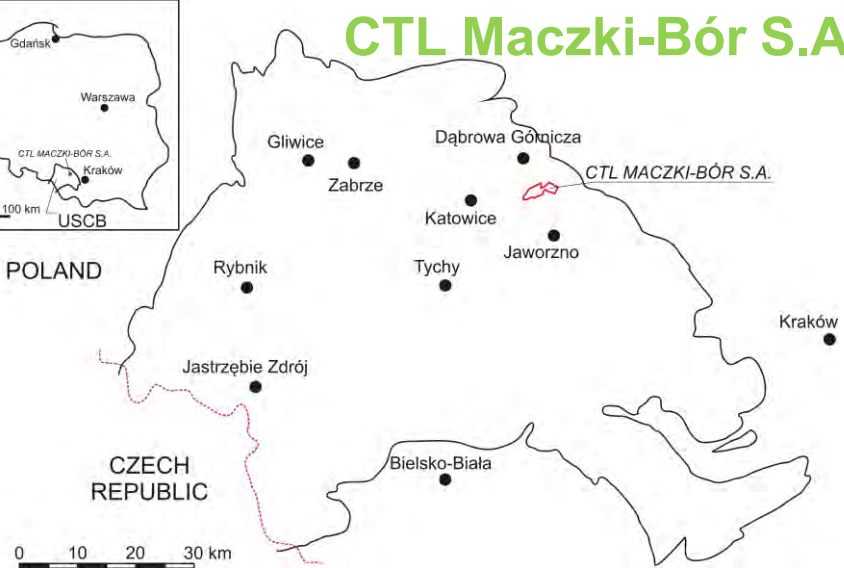 CTL Maczki-Bór S.A
Gdańsk
Warszawa
CTL MACZKI-BÓR S.A.
Kraków
100 km
USCB
Gliwice
Zabrze
Dąbrowa Górnicza
CTL MACZKI-BÓR S.A.
Katowice
Jaworzno
POLAND
Rybnik
Tychy
Kraków
Jastrzębie Zdrój
CZECH
REPUBLIC
Bielsko-Biała
0 10 20 30 km